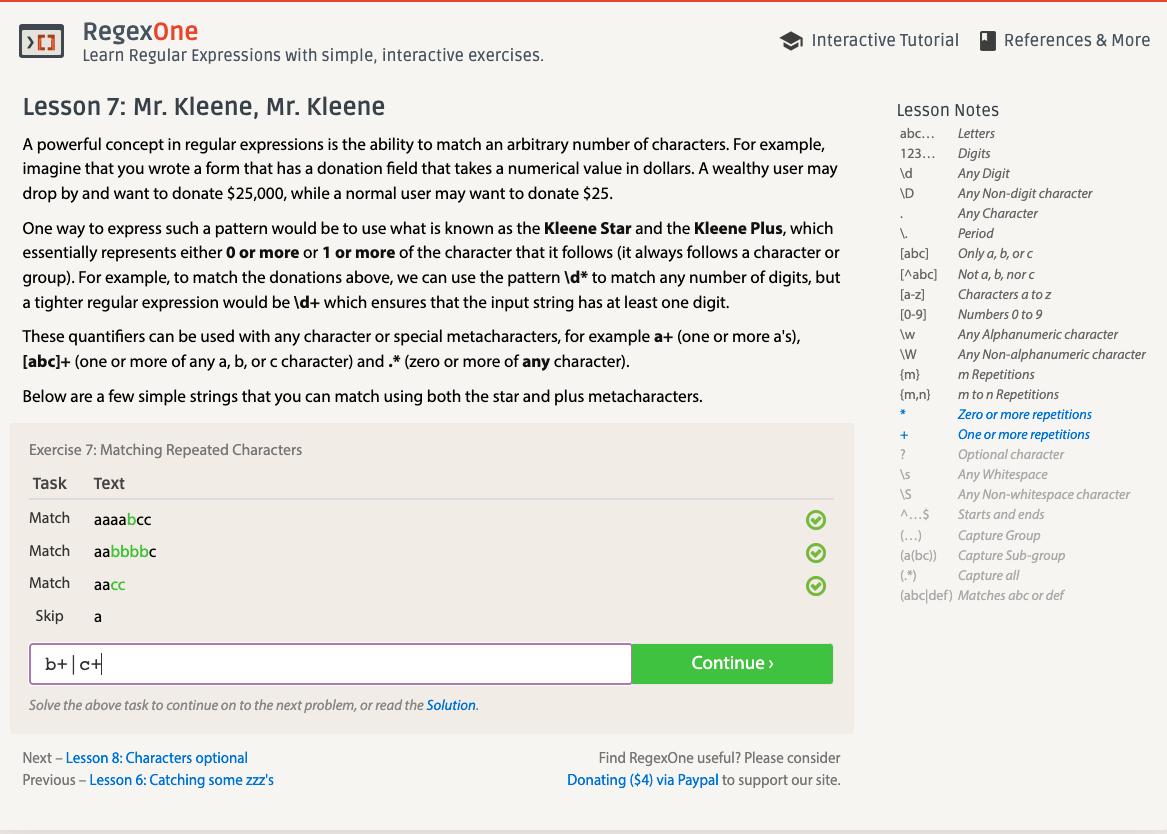 RegexOne
Learn Regular Expressions with simple, interactive exercises.
Interactive Tutorial
References & More
Lesson 7: Mr. Kleene, Mr. Kleene
A powerful concept in regular expressions is the ability to match an arbitrary number of characters. For example,
imagine that you wrote a form that has a donation field that takes a numerical value in dollars. A wealthy user may
drop by and want to donate $25,000, while a normal user may want to donate $25.
One way to express such a pattern would be to use what is known as the Kleene Star and the Kleene Plus, which
essentially represents either 0 or more or 1 or more of the character that it follows (it always follows a character or
group). For example, to match the donations above, we can use the pattern \d* to match any number of digits, but
a tighter regular expression would be \d+ which ensures that the input string has at least one digit.
These quantifiers can be used with any character or special metacharacters, for example a+ (one or more a's),
[abc]+ (one or more of any a, b, or c character) and .* (zero or more of any character).
Below are a few simple strings that you can match using both the star and plus metacharacters.
Exercise 7: Matching Repeated Characters
Task Text
Match aaaabcc
Match aabbbbc
Match aacc
Skip a
b+|c+
Continue ›
Solve the above task to continue on to the next problem, or read the Solution.
Next – Lesson 8: Characters optional
Previous – Lesson 6: Catching some zzz's
Find RegexOne useful? Please consider
Donating ($4) via Paypal to support our site.
Lesson Notes
abc… Letters
123… Digits
\d Any Digit
\D Any Non-digit character
. Any Character
\. Period
[abc] Only a, b, or c
[^abc] Not a, b, nor c
[a-z] Characters a to z
[0-9] Numbers 0 to 9
\w Any Alphanumeric character
\W Any Non-alphanumeric character
{m} m Repetitions
{m,n} m to n Repetitions
* Zero or more repetitions
+ One or more repetitions
? Optional character
\s Any Whitespace
\S Any Non-whitespace character
^…$ Starts and ends
(…) Capture Group
(a(bc)) Capture Sub-group
(.*) Capture all
(abc|def) Matches abc or def